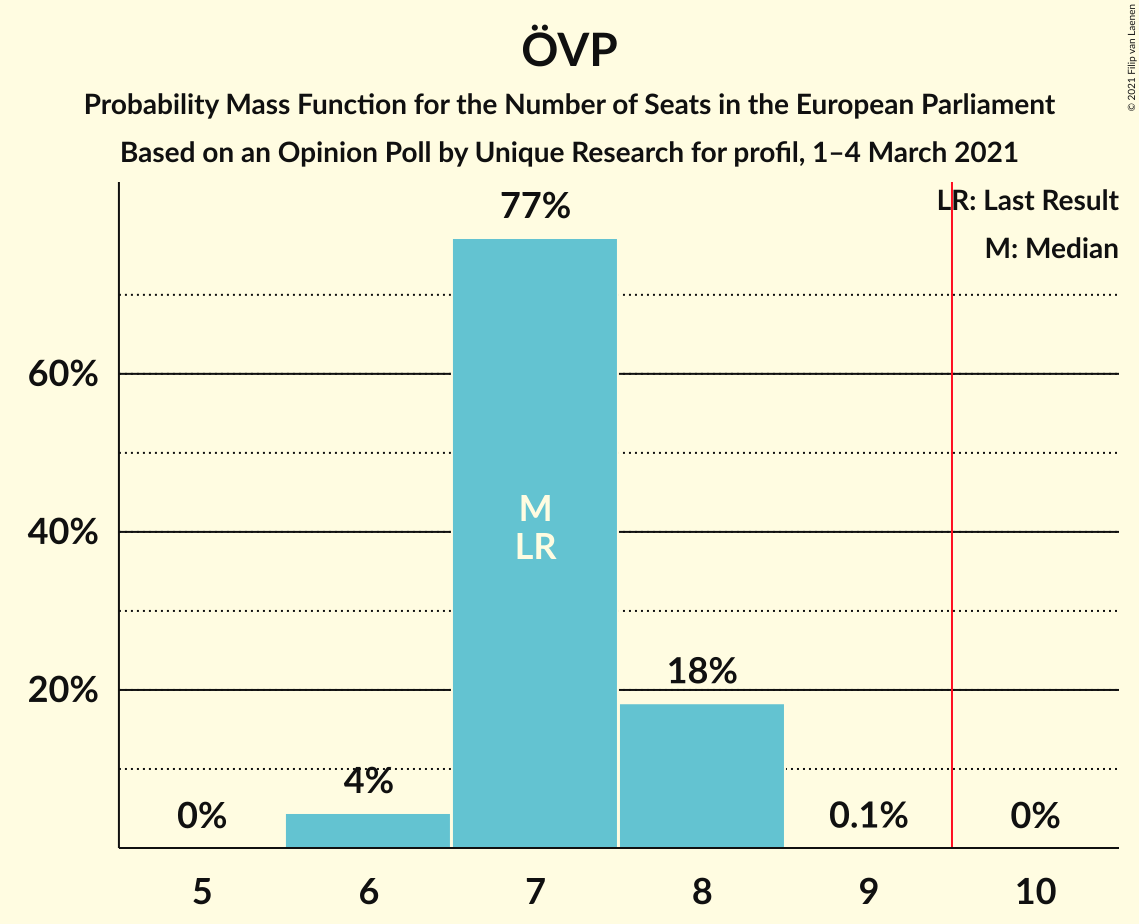 ÖVP
Probability Mass Function for the Number of Seats in the European Parliament
Based on an Opinion Poll by Unique Research for profil, 1–4 March 2021
© 2021 Filip van Laenen
LR: Last Result
M: Median
77%
60%
40%
20%
M
LR
18%
4%
0%
0.1%
0%
5
6
7
8
9
10